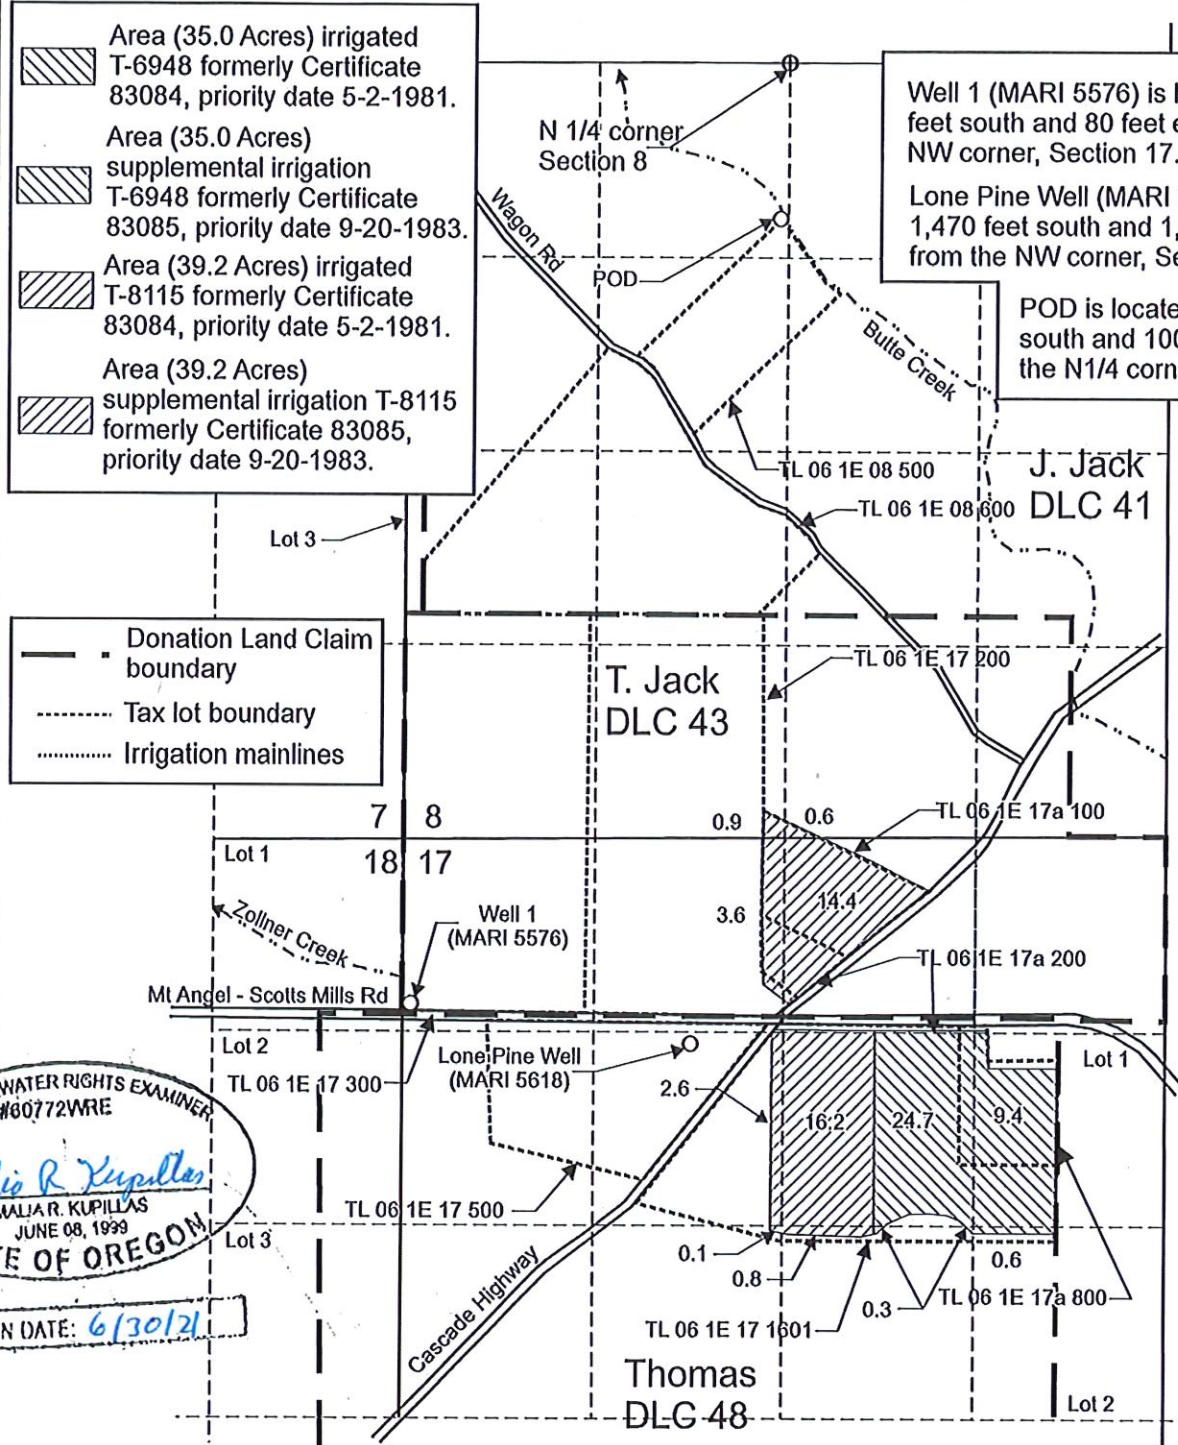 Area (35.0 Acres) irrigated
T-6948 formerly Certificate
83084, priority date 5-2-1981.
Area (35.0 Acres)
supplemental irrigation
T-6948 formerly Certificate
83085, priority date 9-20-1983.
Area (39.2 Acres) irrigated
T-8115 formerly Certificate
83084, priority date 5-2-1981.
Area (39.2 Acres)
supplemental irrigation T-8115
formerly Certificate 83085,
priority date 9-20-1983.
N 1/4 corner
Section 8
Well 1 (MARI 5576) is
feet south and 80 feet
NW corner, Section 17.
Lone Pine Well (MARI
1,470 feet south and 1,
from the NW corner,
POD is
south and
the N1/4
Wagon Rd
POD
Butte Creek
TL 06 1E 08 500
J. Jack
DLC 41
TL 06 1E 08 600
Lot 3
Donation Land Claim
boundary
Tax lot boundary
Irrigation mainlines
TL 06 1E 17 200
T. Jack
DLC 43
7 8
18 17
0.9
0.6
TL 06 1E 17a 100
Lot 1
14.4
3.6
Zollner Creek
Well 1
(MARI 5576)
TL 06 1E 17a 200
Mt Angel - Scotts Mills Rd
Lot 2
Lone Pine Well
(MARI 5618)
TL 06 1E 17 300
2.6
16.2
24.7
9.4
Lot 1
WATER RIGHTS EXAMINER
#60772WRE
R Kupillas
MALIA R. KUPILLAS
JUNE 08, 1999
OF OREGON
DATE: 6/30/21
TL 06 1E 17 500
Lot 3
0.1
0.8
0.3
0.6
TL 06 1E 17a 800
TL 06 1E 17 1601
Cascade Highway
Thomas
DLC 48
Lot 2